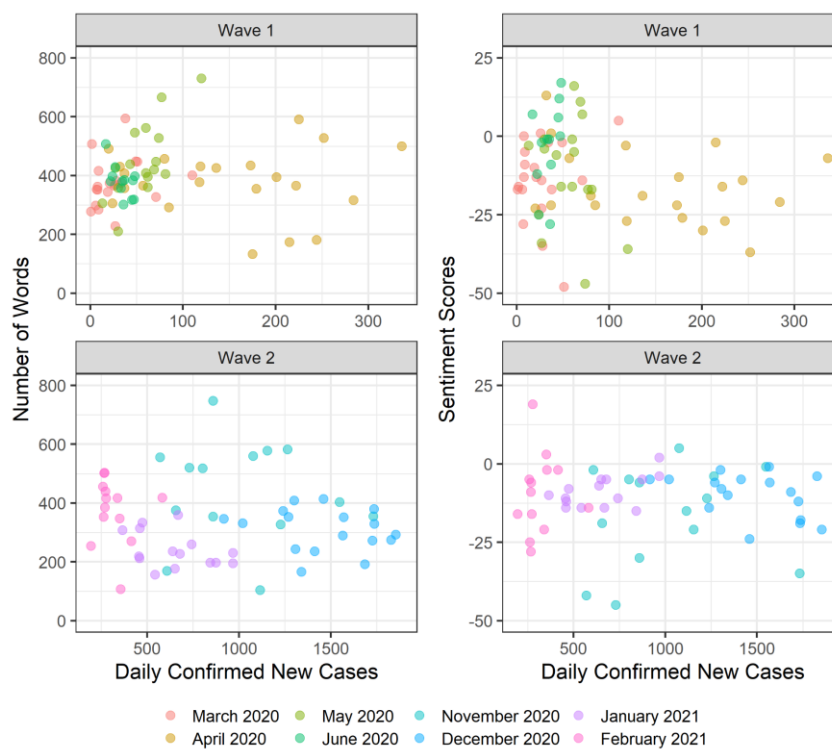 Wave 1
Wave 1
Number of Words
800
600
400
200
0
0
100
200
300
Sentiment Scores
25
0
-25
-50
0
100
200
300
Wave 2
Wave 2
800
600
400
200
0
500
1000
1500
25
0
-25
-50
500
1000
1500
Daily Confirmed New Cases
Daily Confirmed New Cases
March 2020
May 2020
November 2020
January 2021
April 2020
June 2020
December 2020
February 2021